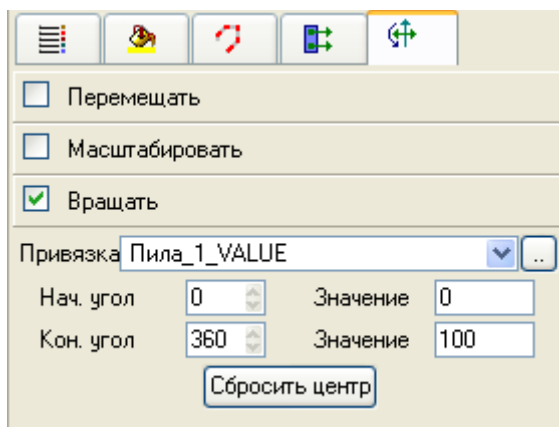 Перемещать
Масштабировать
Вращать
Привязка Пила_1_VALUE ..
Нач. угол 0 Значение 0
Кон. угол 360 Значение 100
Сбросить центр